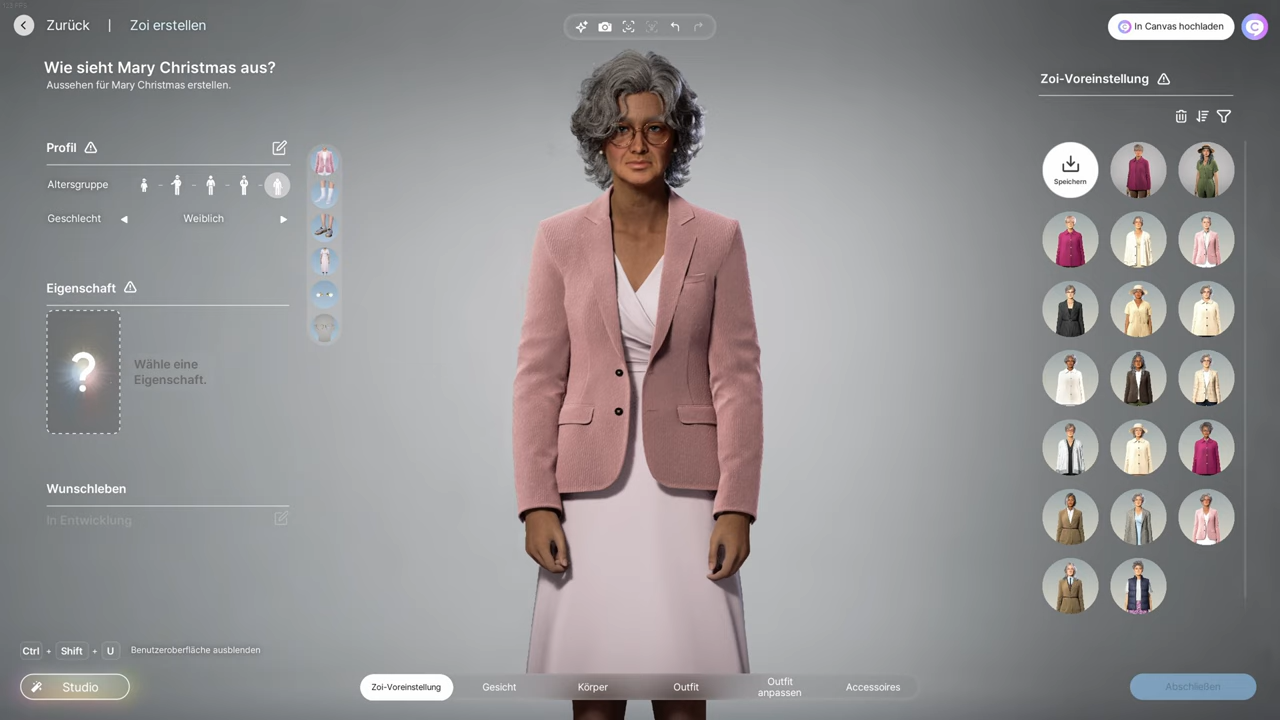 Zurück | Zoi erstellen
In Canvas hochladen
Wie sieht Mary Christmas aus?
Aussehen für Mary Christmas erstellen.
Zoi-Voreinstellung
Profil
Altersgruppe
Geschlecht
Weiblich
Speichern
Eigenschaft
?
Wähle eine
Eigenschaft.
Wunschleben
In Entwicklung
Ctrl + Shift + U Benutzeroberfläche ausblenden
Studio
Zoi-Voreinstellung
Gesicht
Körper
Outfit
Outfit
anpassen
Accessoires
Abschließen